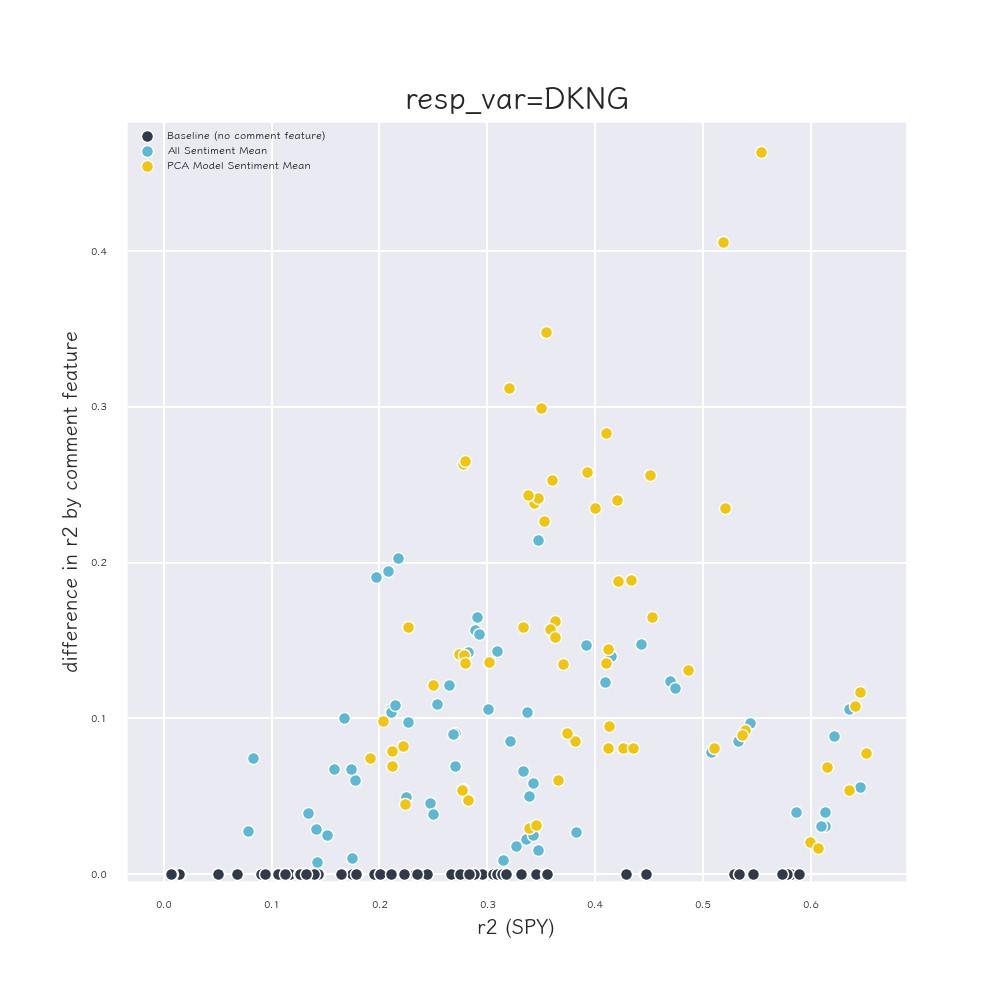 resp_var=DKNG
Baseline (no comment feature)
All Sentiment Mean
PCA Model Sentiment Mean
difference in r2 by comment feature
0.4
0.3
0.2
0.1
0.0
0.0 0.1 0.2 0.3 0.4 0.5 0.6
r2 (SPY)